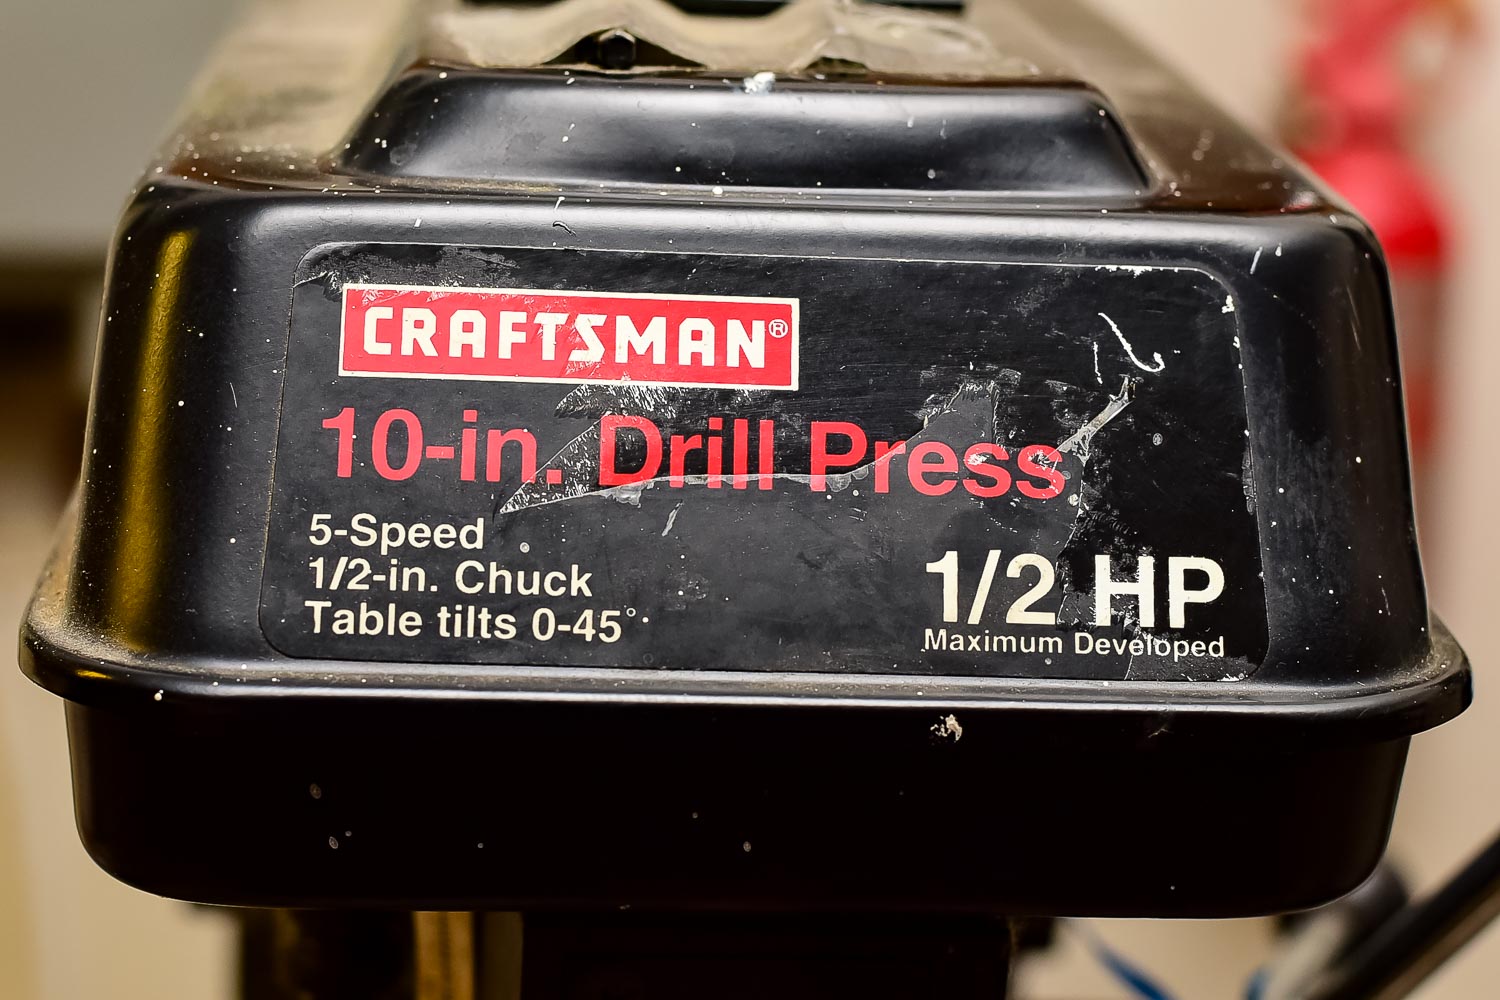 CRAFTSMAN®
10-in. Drill Press
5-Speed
1/2-in. Chuck
Table tilts 0-45°
1/2 HP
Maximum Developed